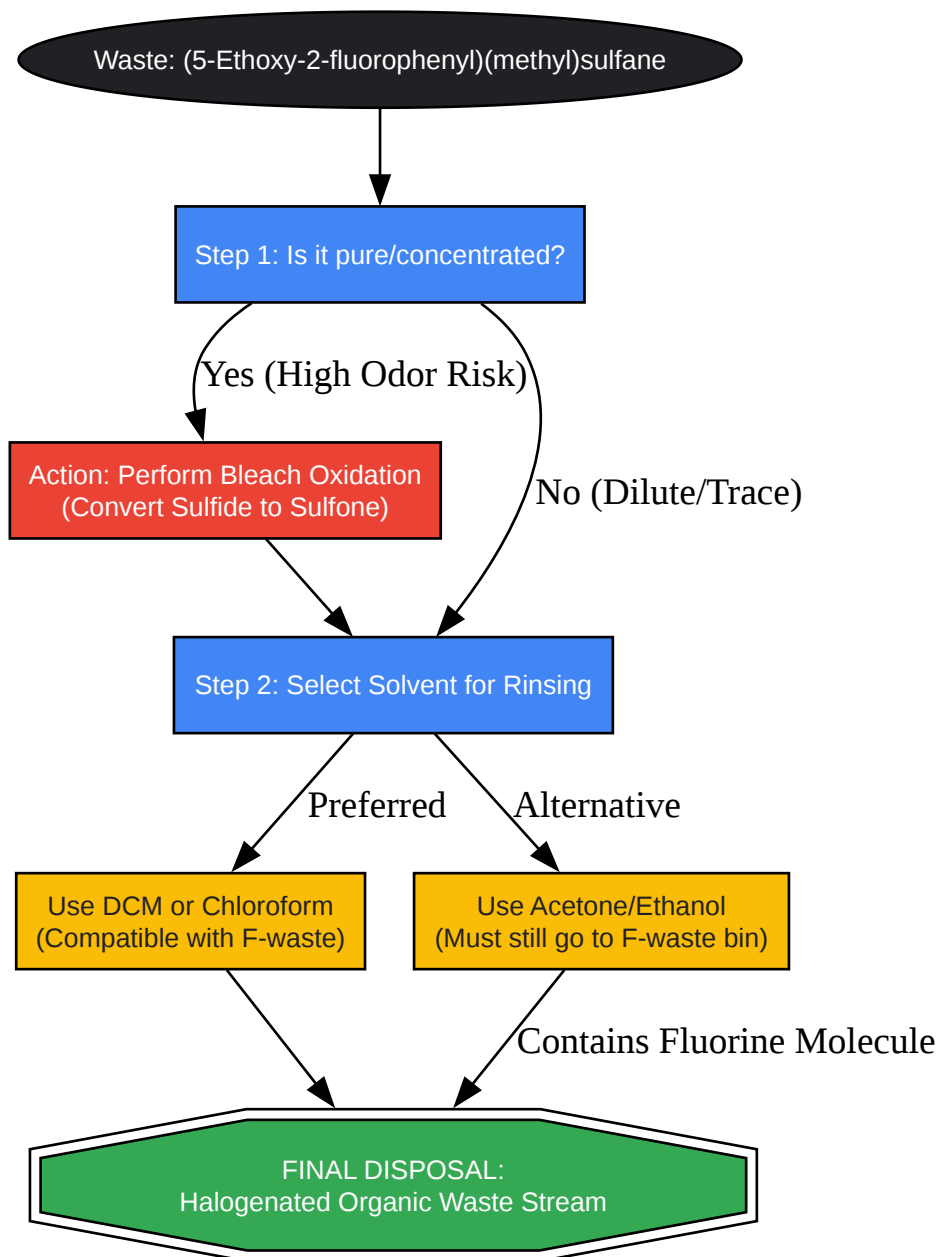 Waste: (5-Ethoxy-2-fluorophenyl)(methyl)sulfane
Step 1: Is it pure/concentrated?
Yes (High Odor Risk)
Action: Perform Bleach Oxidation
(Convert Sulfide to Sulfone)
No (Dilute/Trace)
Step 2: Select Solvent for Rinsing
Preferred
Alternative
Use DCM or Chloroform
(Compatible with F-waste)
Use Acetone/Ethanol
(Must still go to F-waste bin)
Contains Fluorine Molecule
FINAL DISPOSAL:
Halogenated Organic Waste Stream